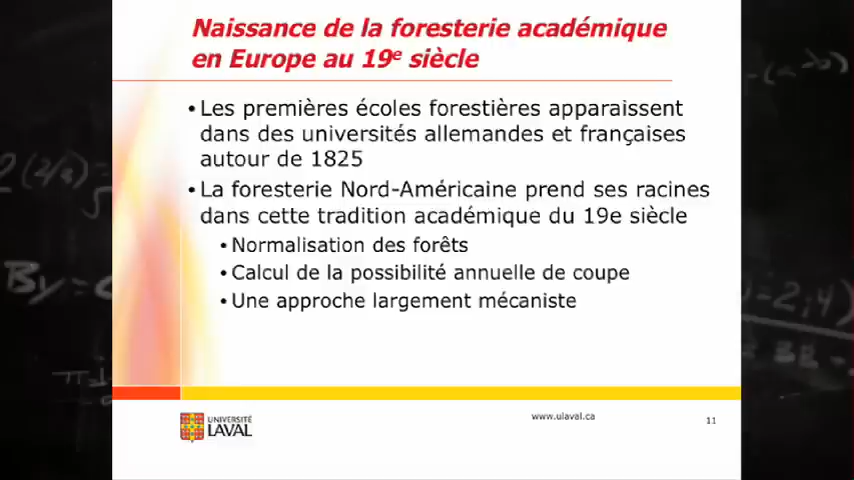 Naissance de la foresterie académique
en Europe au 19e siècle
• Les premières écoles forestières apparaissent
dans des universités allemandes et françaises
autour de 1825
• La foresterie Nord-Américaine prend ses racines
dans cette tradition académique du 19e siècle
• Normalisation des forêts
• Calcul de la possibilité annuelle de coupe
• Une approche largement mécaniste
UNIVERSITÉ
LAVAL
www.ulaval.ca
11